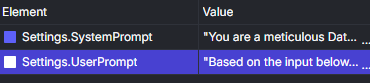 Element Value
Settings.SystemPrompt "You are a meticulous Dat... ...
Settings.UserPrompt "Based on the input below... ...